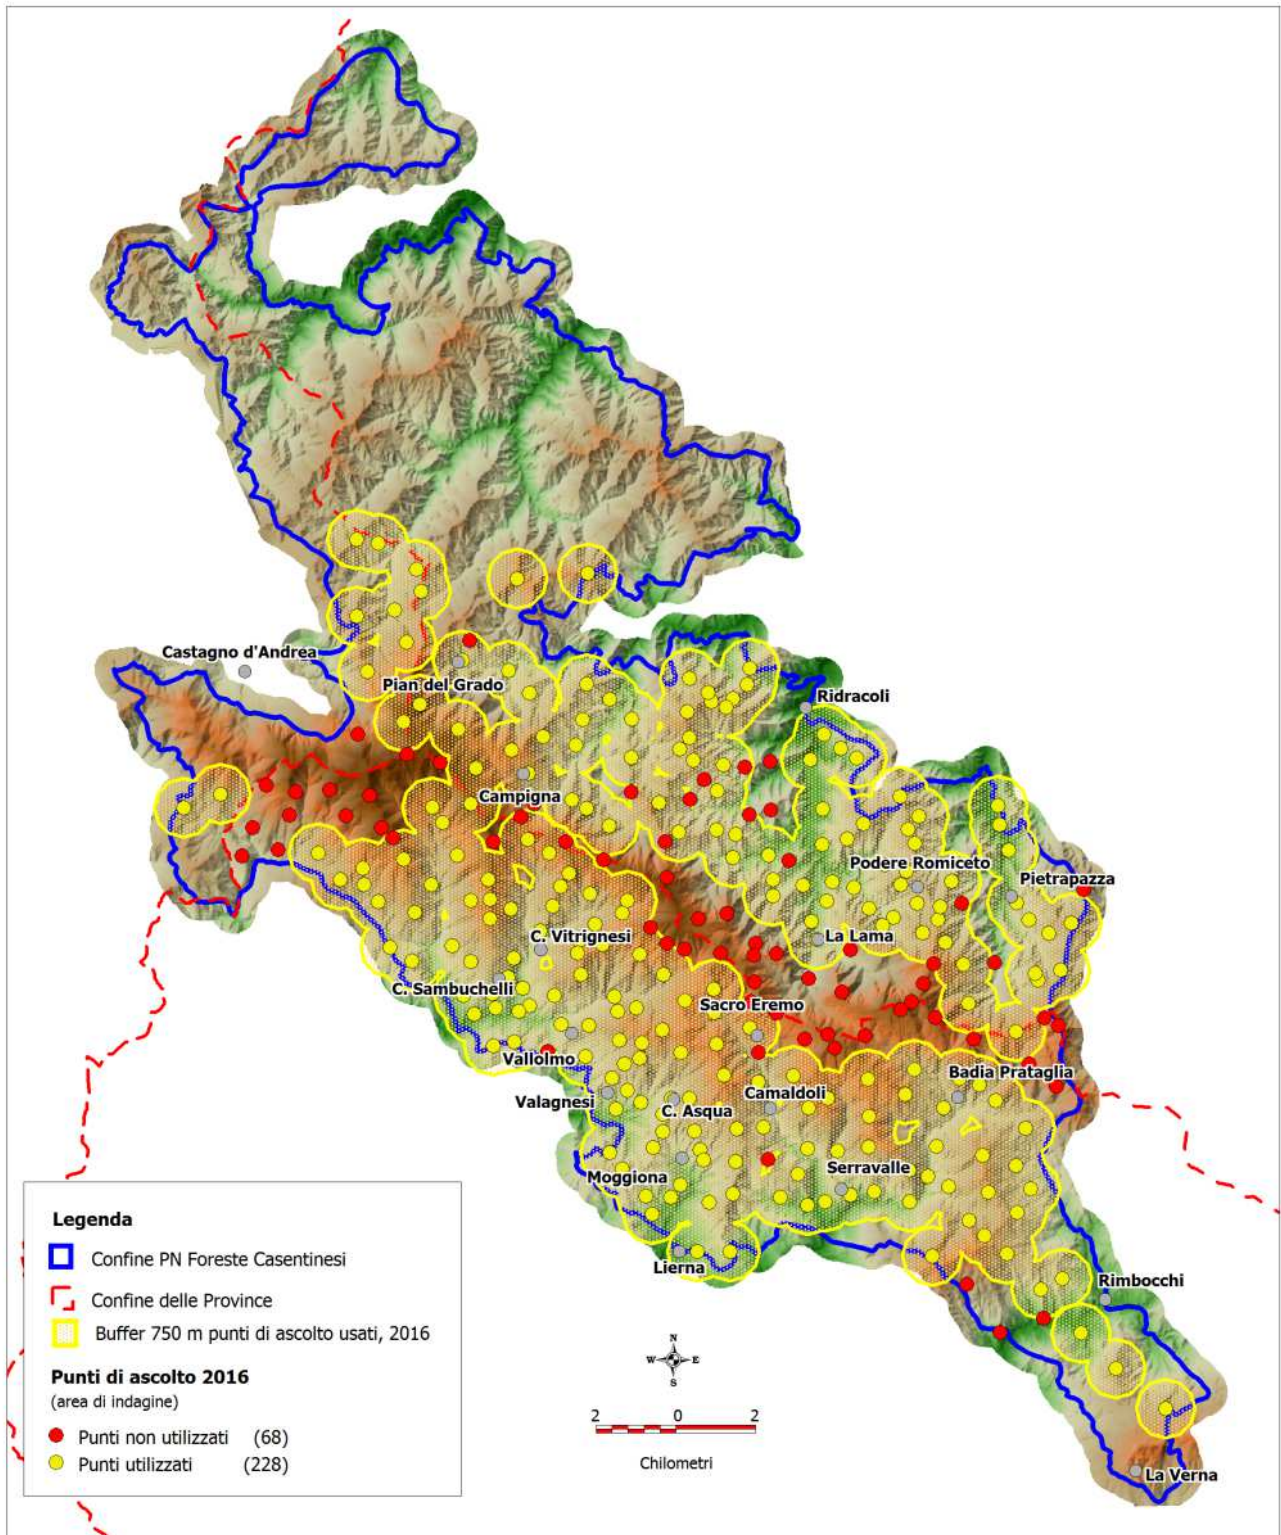 Castagno d'Andrea
Pian del Grado
Ridracoli
Campigna
Podere Romiceto
Pietrapazza
C. Vitrignesi
La Lama
C. Sambuchelli
Sacro Eremo
Vallolmo
Badia Prataglia
Valagnesi
Camaldoli
C. Asqua
Moggiona
Serravalle
Lierna
Rimbocchi
La Verna
Legenda
Confine PN Foreste Casentinesi
Confine delle Province
Buffer 750 m punti di ascolto usati, 2016
Punti di ascolto 2016
(area di indagine)
Punti non utilizzati (68)
Punti utilizzati (228)
N
W E
S
2 0 2
Chilometri